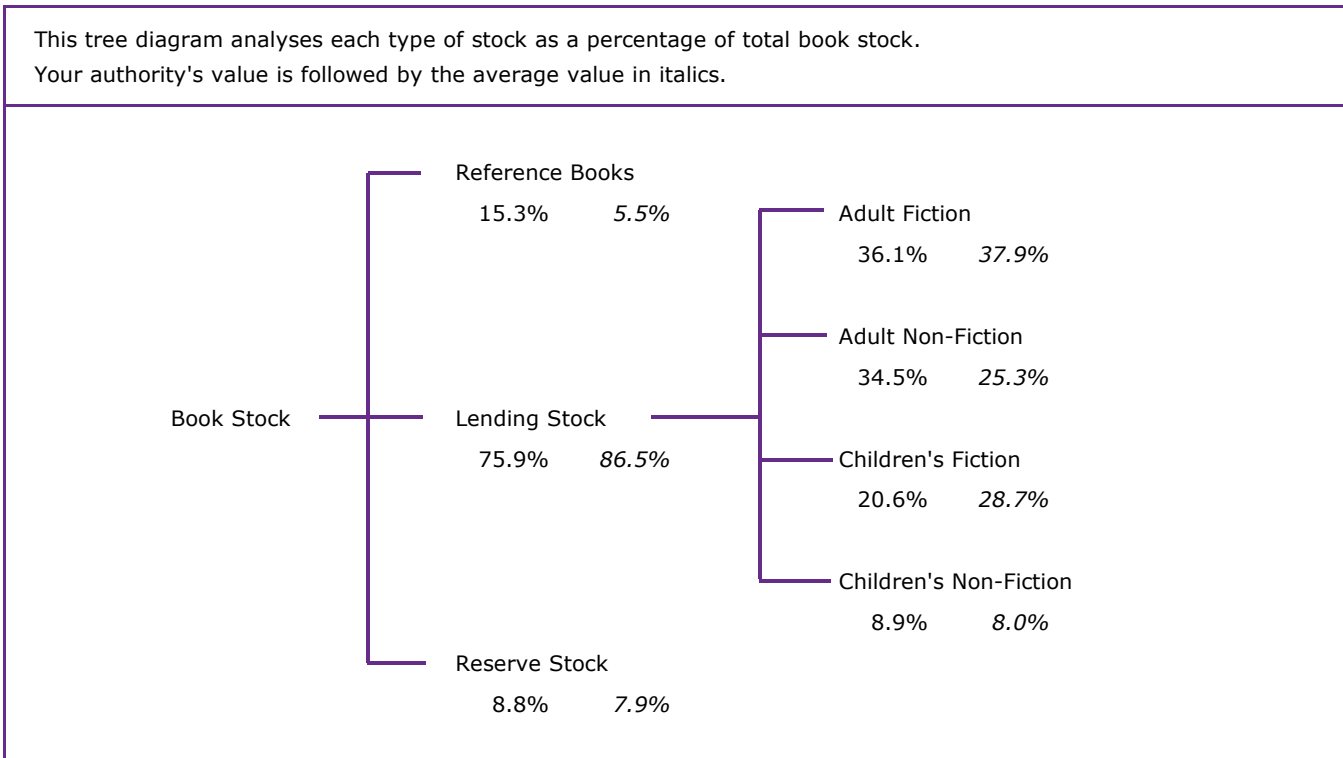 This tree diagram analyses each type of stock as a percentage of total book stock.
Your authority's value is followed by the average value in italics.
Reference Books
15.3% 5.5%
Adult Fiction
36.1% 37.9%
Adult Non-Fiction
34.5% 25.3%
Book Stock
Lending Stock
75.9% 86.5%
Children's Fiction
20.6% 28.7%
Children's Non-Fiction
8.9% 8.0%
Reserve Stock
8.8% 7.9%